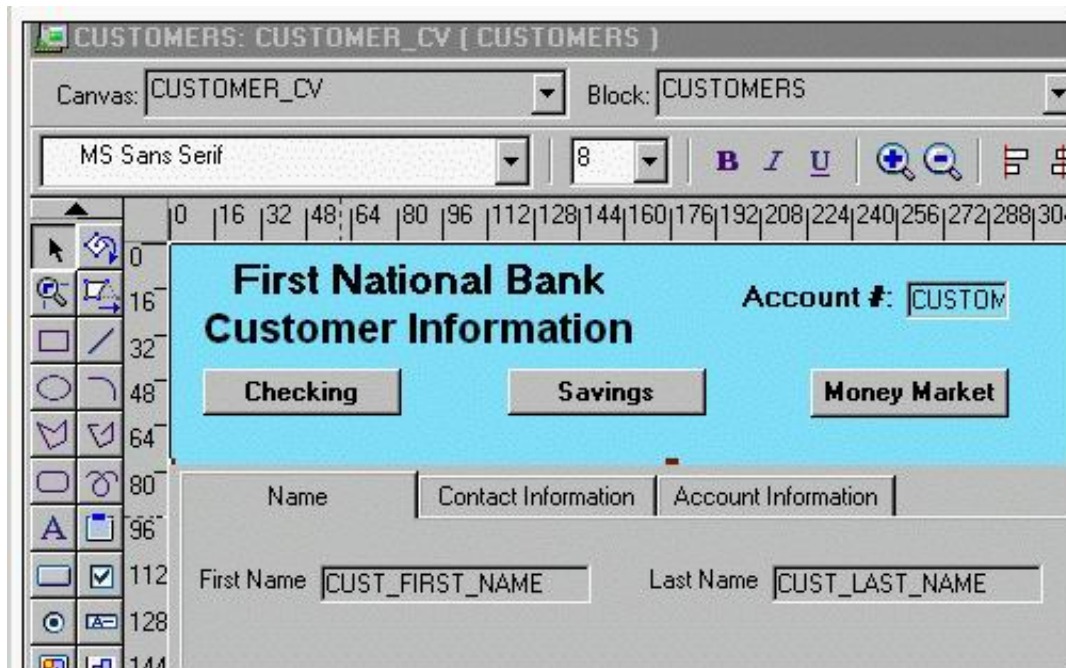 CUSTOMERS: CUSTOMER_CV ( CUSTOMERS )
Canvas: CUSTOMER_CV Block: CUSTOMERS
MS Sans Serif 8 B I U
0 16 32 48 64 80 96 112 128 144 160 176 192 208 224 240 256 272 288 304
0
16
32
48
64
80
96
112
128
144
First National Bank
Customer Information
Account #: CUSTOM
Checking Savings Money Market
Name Contact Information Account Information
First Name CUST_FIRST_NAME Last Name CUST_LAST_NAME
A